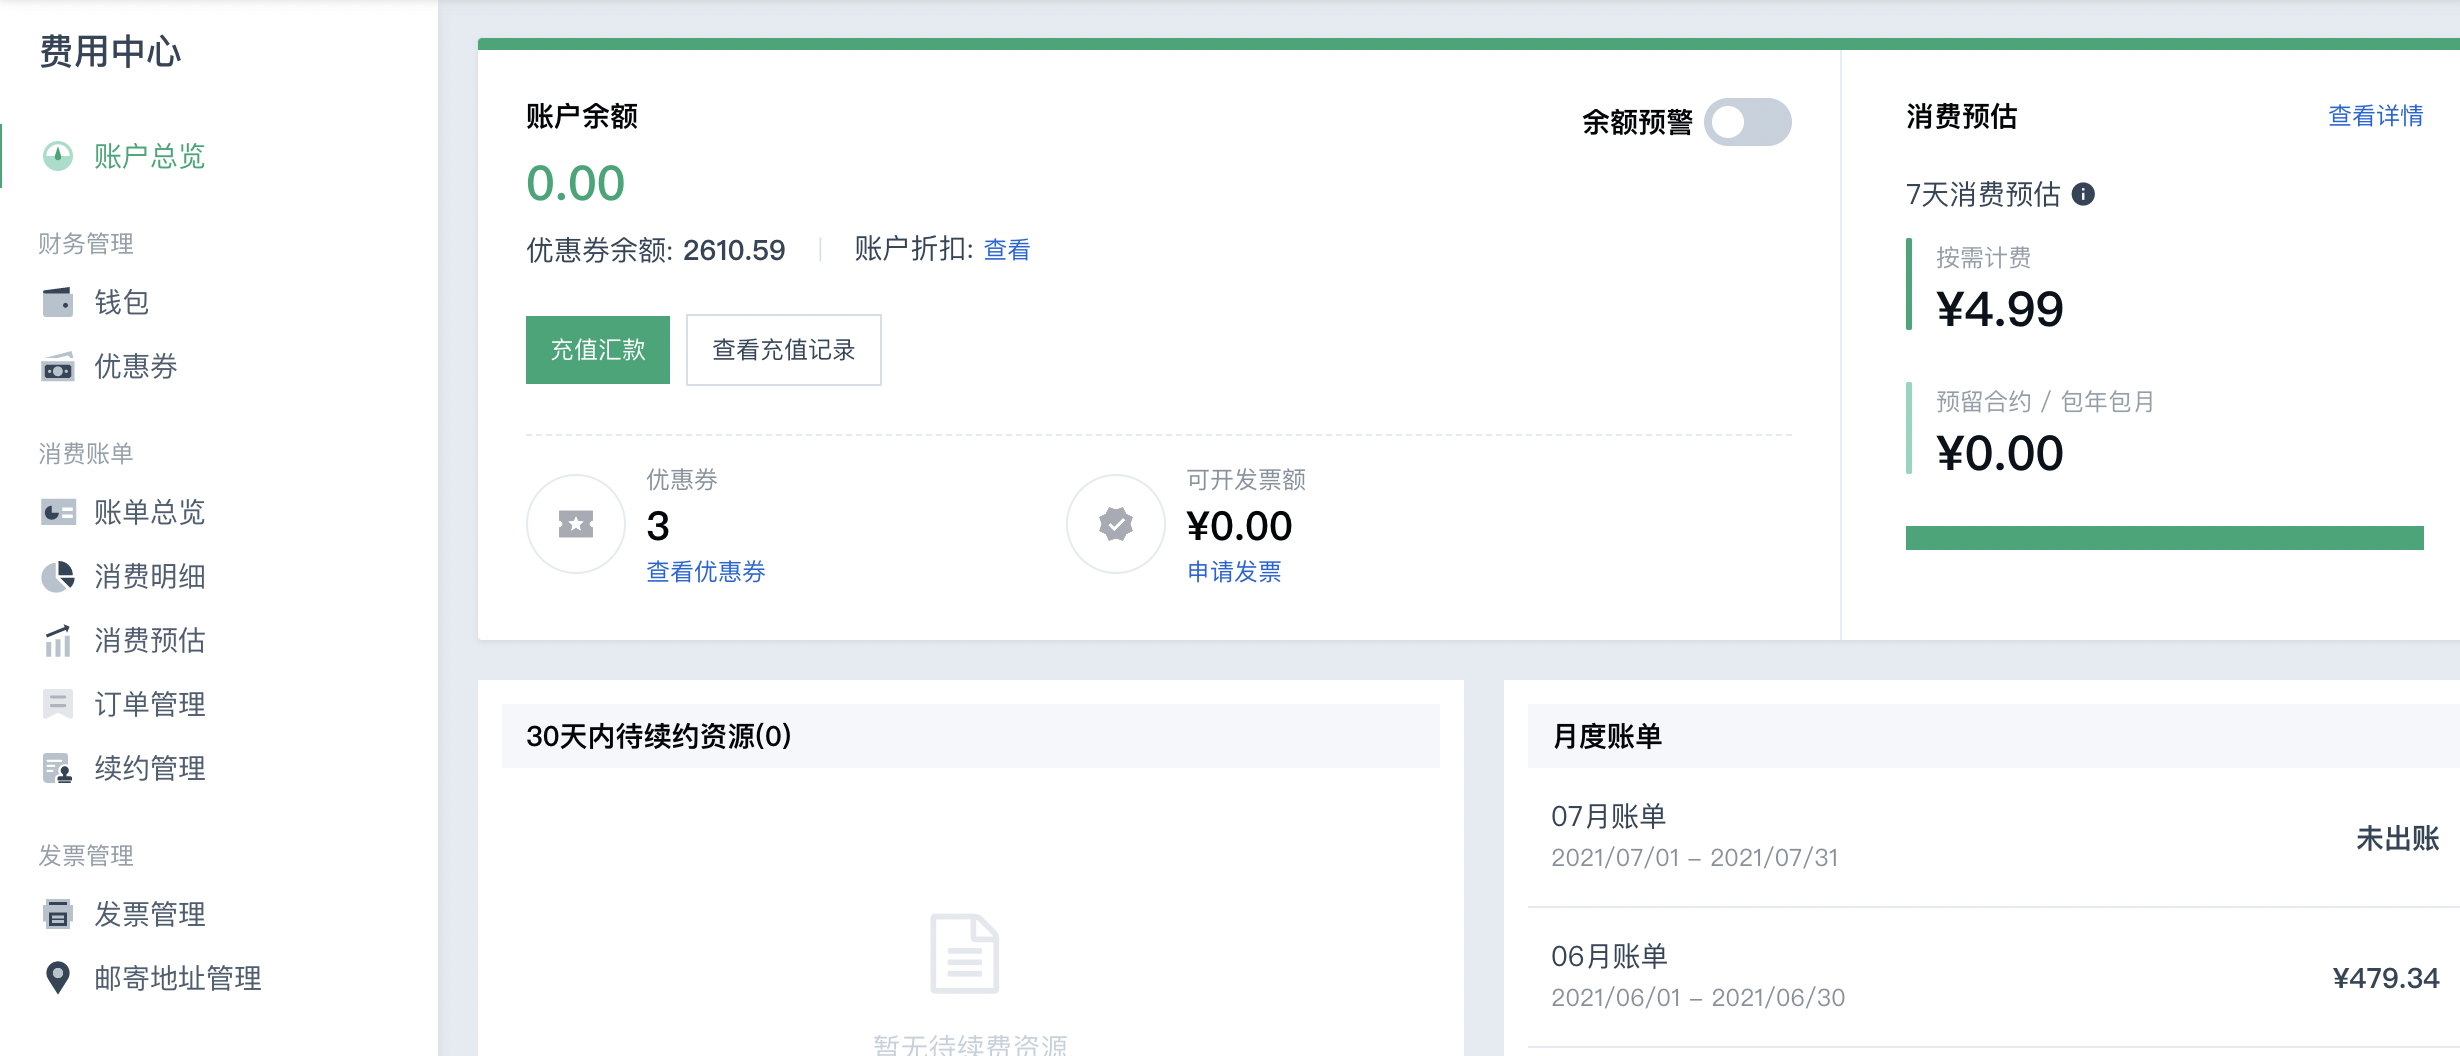 费用中心
账户总览
财务管理
钱包
优惠券
消费账单
账单总览
消费明细
消费预估
订单管理
续约管理
发票管理
发票管理
邮寄地址管理
账户余额
余额预警
0.00
优惠券余额: 2610.59
账户折扣: 查看
充值汇款
查看充值记录
优惠券
3
查看优惠券
可开发票额
¥0.00
申请发票
消费预估
查看详情
7天消费预估
按需计费
¥4.99
预留合约 / 包年包月
¥0.00
30天内待续约资源(0)
暂无待续费资源
月度账单
07月账单
2021/07/01 – 2021/07/31
未出账
06月账单
2021/06/01 – 2021/06/30
¥479.34